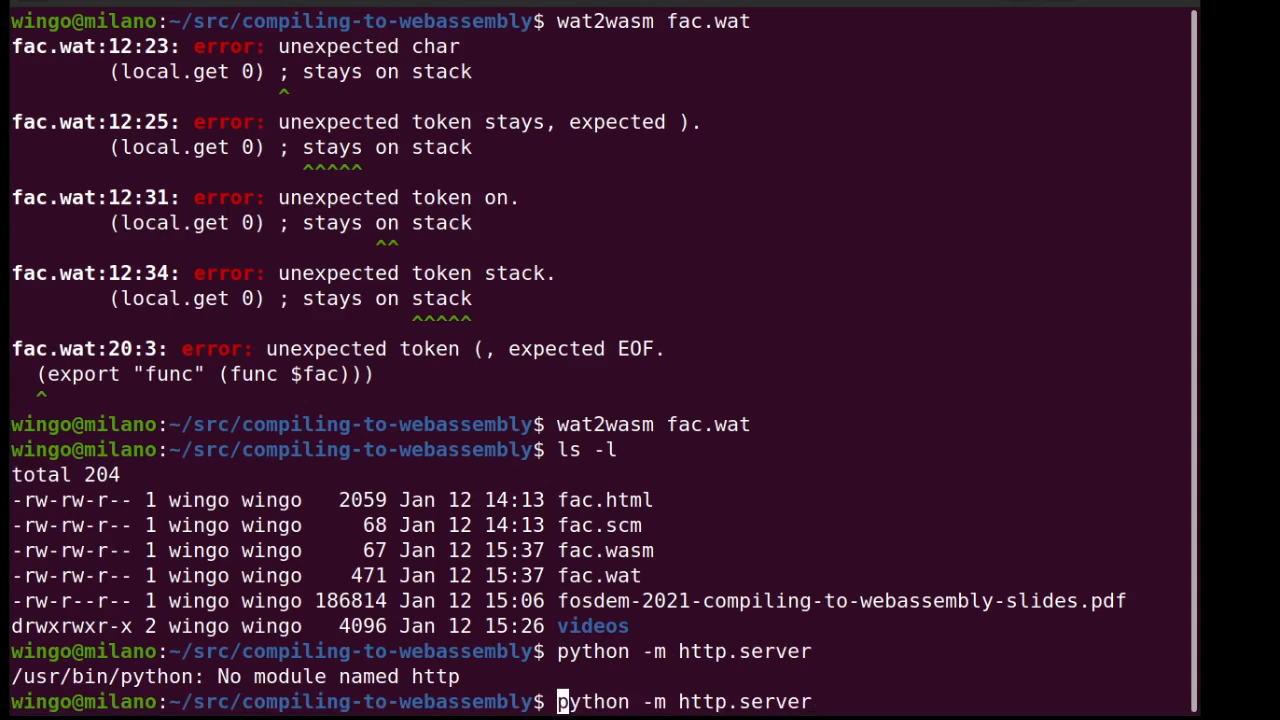 wingo@milano:~/src/compiling-to-webassembly$ wat2wasm fac.wat
fac.wat:12:23: error: unexpected char
        (local.get 0) ; stays on stack
                      ^
fac.wat:12:25: error: unexpected token stays, expected ).
        (local.get 0) ; stays on stack
                        ^^^^^
fac.wat:12:31: error: unexpected token on.
        (local.get 0) ; stays on stack
                              ^^
fac.wat:12:34: error: unexpected token stack.
        (local.get 0) ; stays on stack
                                 ^^^^^
fac.wat:20:3: error: unexpected token (, expected EOF.
  (export "func" (func $fac)))
  ^
wingo@milano:~/src/compiling-to-webassembly$ wat2wasm fac.wat
wingo@milano:~/src/compiling-to-webassembly$ ls -l
total 204
-rw-rw-r-- 1 wingo wingo   2059 Jan 12 14:13 fac.html
-rw-rw-r-- 1 wingo wingo     68 Jan 12 14:13 fac.scm
-rw-rw-r-- 1 wingo wingo     67 Jan 12 15:37 fac.wasm
-rw-rw-r-- 1 wingo wingo    471 Jan 12 15:37 fac.wat
-rw-r--r-- 1 wingo wingo 186814 Jan 12 15:06 fosdem-2021-compiling-to-webassembly-slides.pdf
drwxrwxr-x 2 wingo wingo   4096 Jan 12 15:26 videos
wingo@milano:~/src/compiling-to-webassembly$ python -m http.server
/usr/bin/python: No module named http
wingo@milano:~/src/compiling-to-webassembly$ python -m http.server